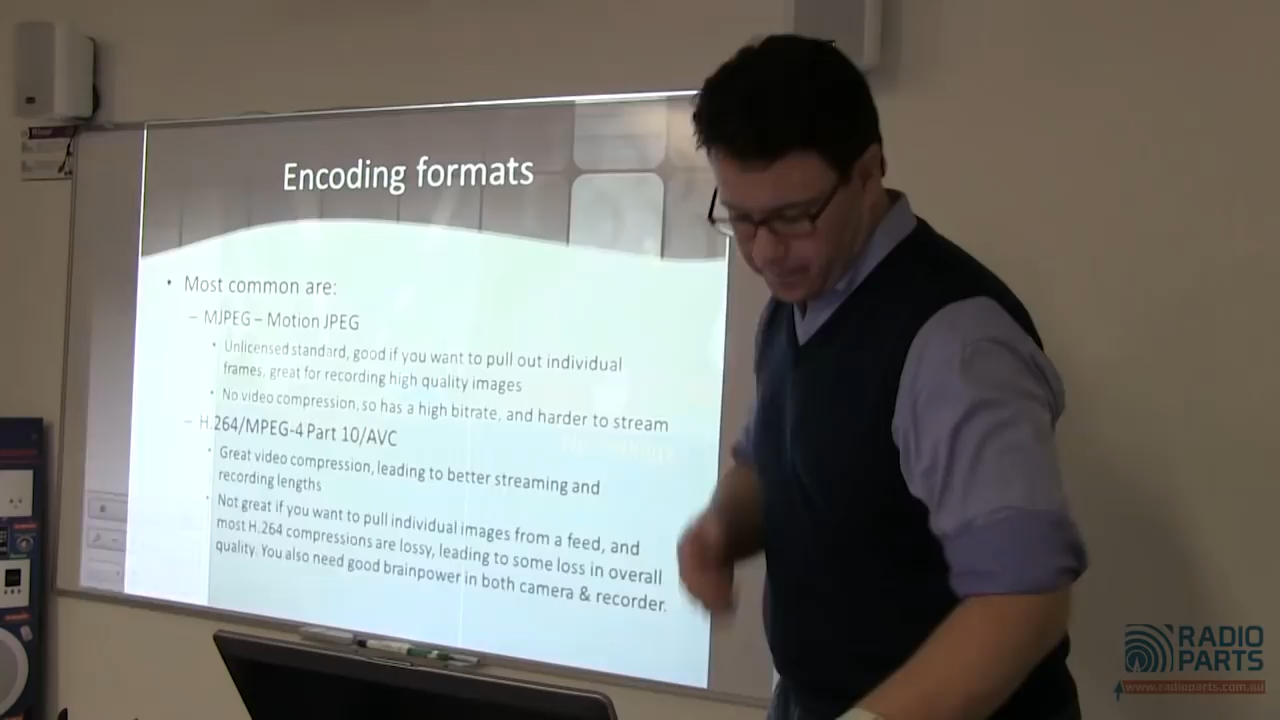 Encoding formats
• Most common are:
– MJPEG – Motion JPEG
• Unlicensed standard, good if you want to pull out individual
frames, great for recording high quality images
• No video compression, so has a high bitrate, and harder to stream
– H.264/MPEG-4 Part 10/AVC
• Great video compression, leading to better streaming and
recording lengths
• Not great if you want to pull individual images from a feed, and
most H.264 compressions are lossy, leading to some loss in overall
quality. You also need good brainpower in both camera & recorder.
RADIO
PARTS
www.radioparts.com.au